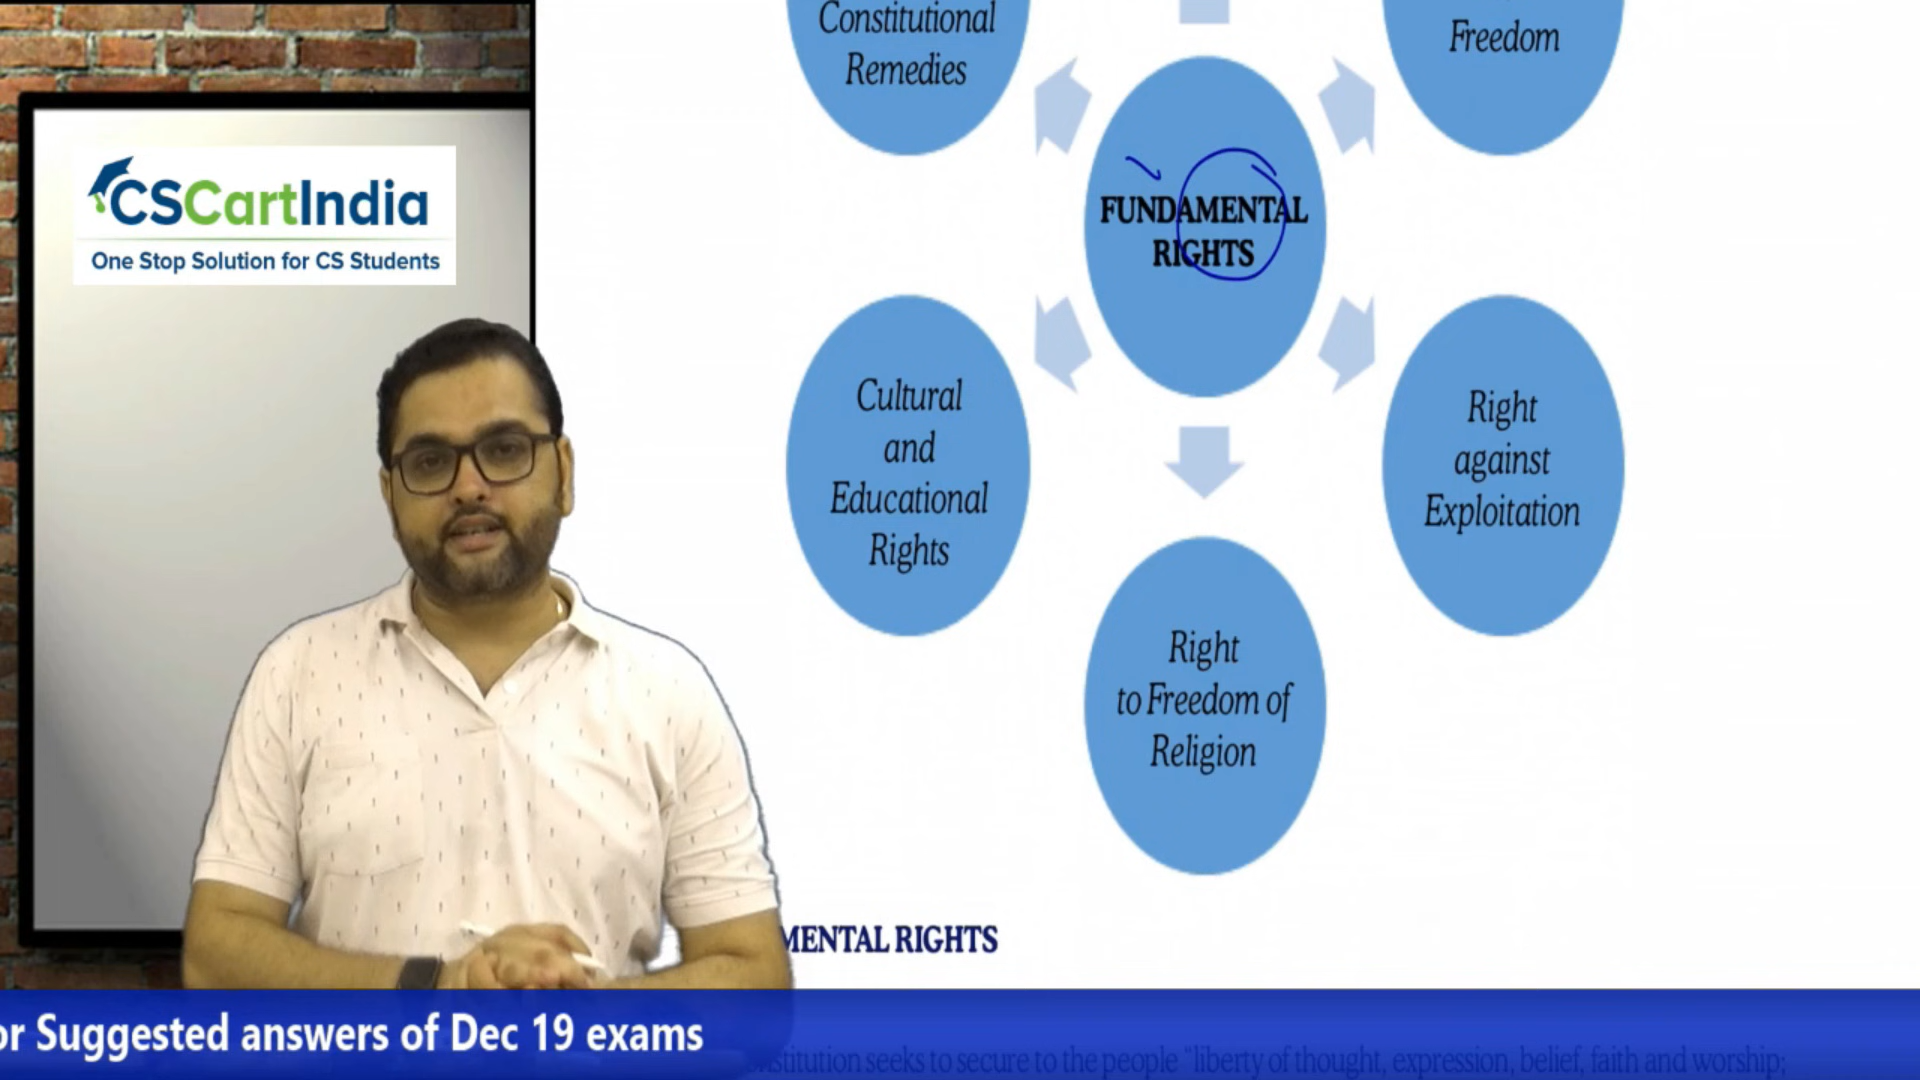 CSCartIndia
One Stop Solution for CS Students
Constitutional
Remedies
Freedom
FUNDAMENTAL
RIGHTS
Cultural
and
Educational
Rights
Right
against
Exploitation
Right
to Freedom of
Religion
MENTAL RIGHTS
or Suggested answers of Dec 19 exams
stitution seeks to secure to the people "liberty of thought, expression, belief, faith and worship;